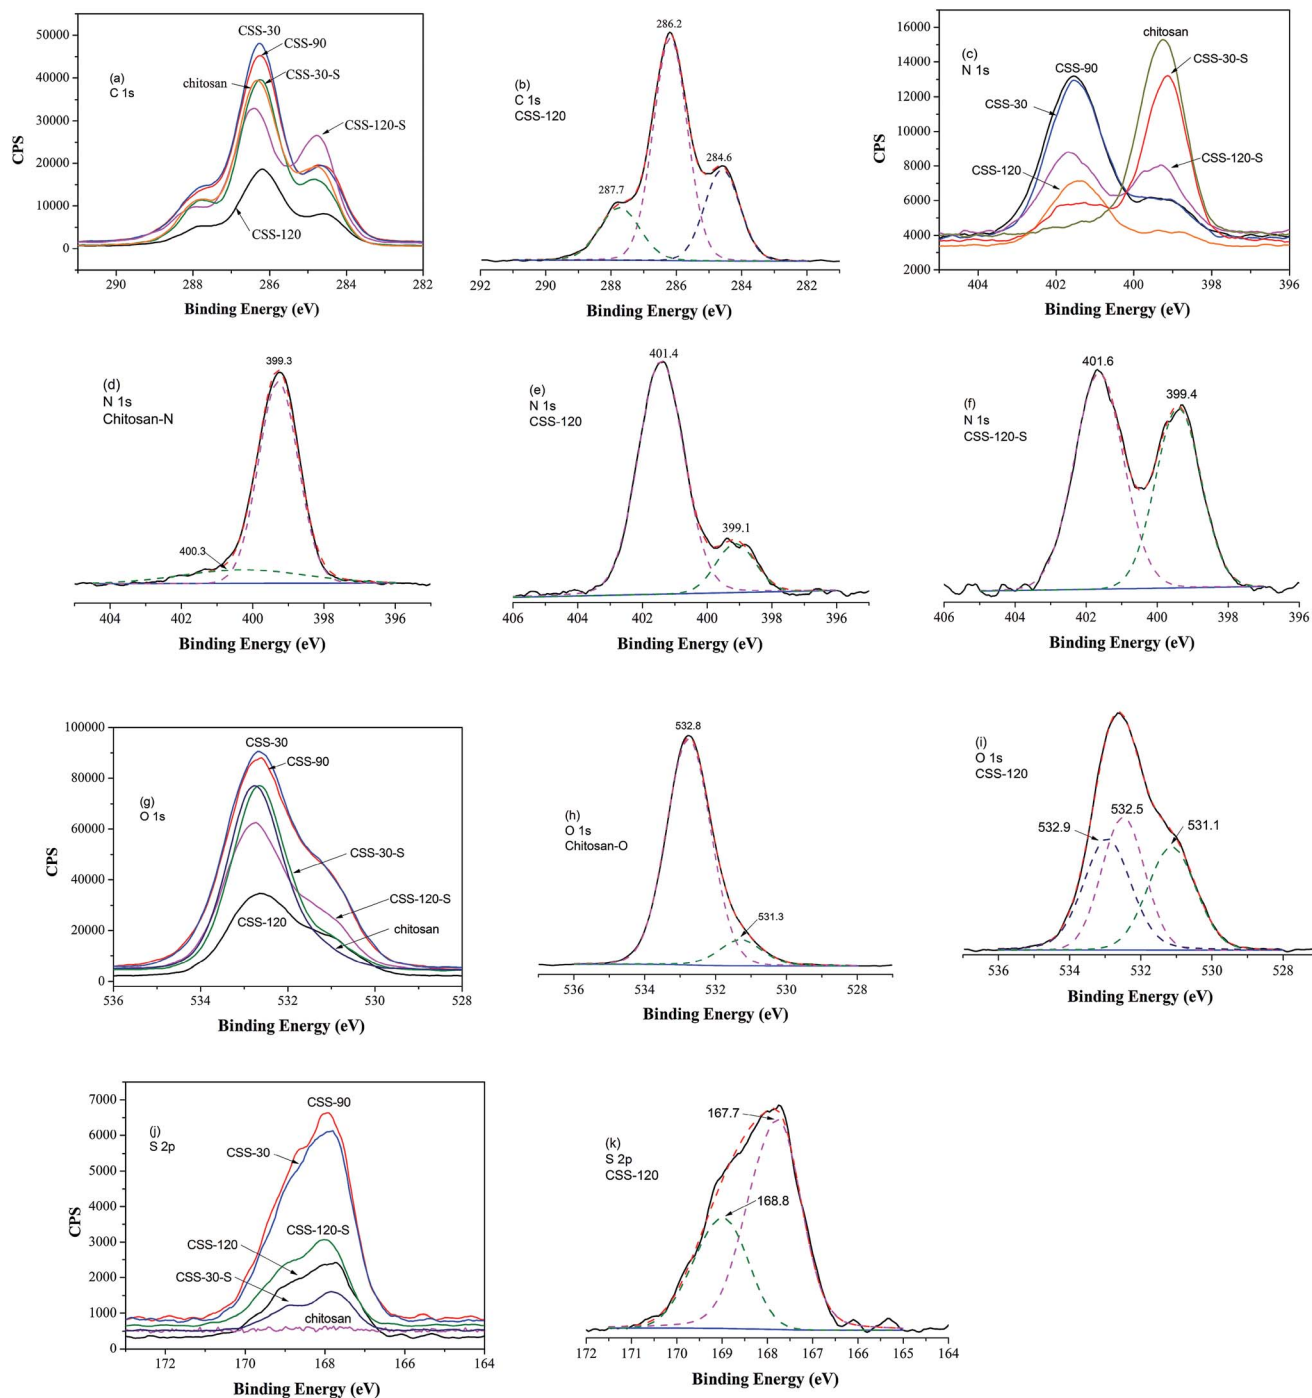 50000
40000
30000
20000
10000
0
CPS
(a)
C 1s
CSS-30
CSS-90
chitosan
CSS-30-S
CSS-120-S
CSS-120
290 288 286 284 282
Binding Energy (eV)
(b)
C 1s
CSS-120
286.2
284.6
287.7
292 290 288 286 284 282
Binding Energy (eV)
16000
14000
12000
10000
8000
6000
4000
2000
CPS
(c)
N 1s
chitosan
CSS-90
CSS-30-S
CSS-30
CSS-120-S
CSS-120
404 402 400 398 396
Binding Energy (eV)
(d)
N 1s
Chitosan-N
399.3
400.3
404 402 400 398 396
Binding Energy (eV)
(e)
N 1s
CSS-120
401.4
399.1
406 404 402 400 398 396
Binding Energy (eV)
(f)
N 1s
CSS-120-S
401.6
399.4
406 404 402 400 398 396
Binding Energy (eV)
100000
80000
60000
40000
20000
0
CPS
(g)
O 1s
CSS-30
CSS-90
CSS-30-S
CSS-120-S
CSS-120
chitosan
536 534 532 530 528
Binding Energy (eV)
(h)
O 1s
Chitosan-O
532.8
531.3
536 534 532 530 528
Binding Energy (eV)
(i)
O 1s
CSS-120
532.9
532.5
531.1
536 534 532 530 528
Binding Energy (eV)
7000
6000
5000
4000
3000
2000
1000
0
CPS
(j)
S 2p
CSS-90
CSS-30
CSS-120-S
CSS-120
CSS-30-S
chitosan
172 170 168 166 164
Binding Energy (eV)
(k)
S 2p
CSS-120
167.7
168.8
172 171 170 169 168 167 166 165 164
Binding Energy (eV)